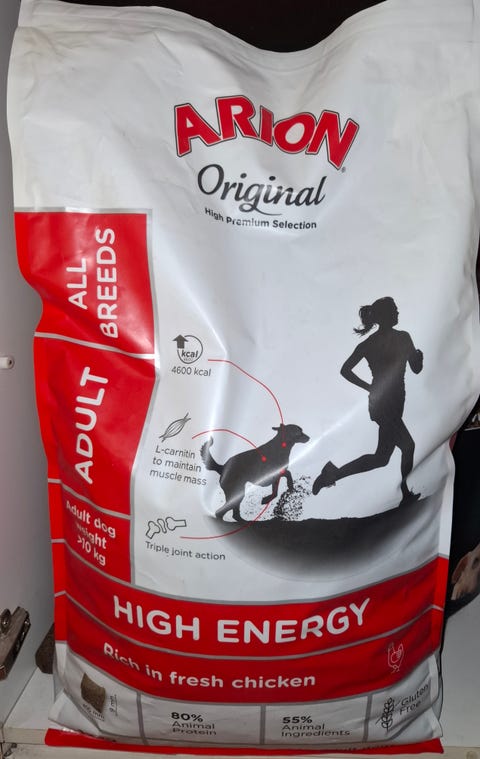 ARION
Original
High Premium Selection
ALL
BREEDS
ADULT
Adult dog
weight
>10 kg
kcal
4600 kcal
L-carnitin
to maintain
muscle mass
Triple joint action
HIGH ENERGY
Rich in fresh chicken
80%
Animal
Protein
55%
Animal
Ingredients
Gluten
Free